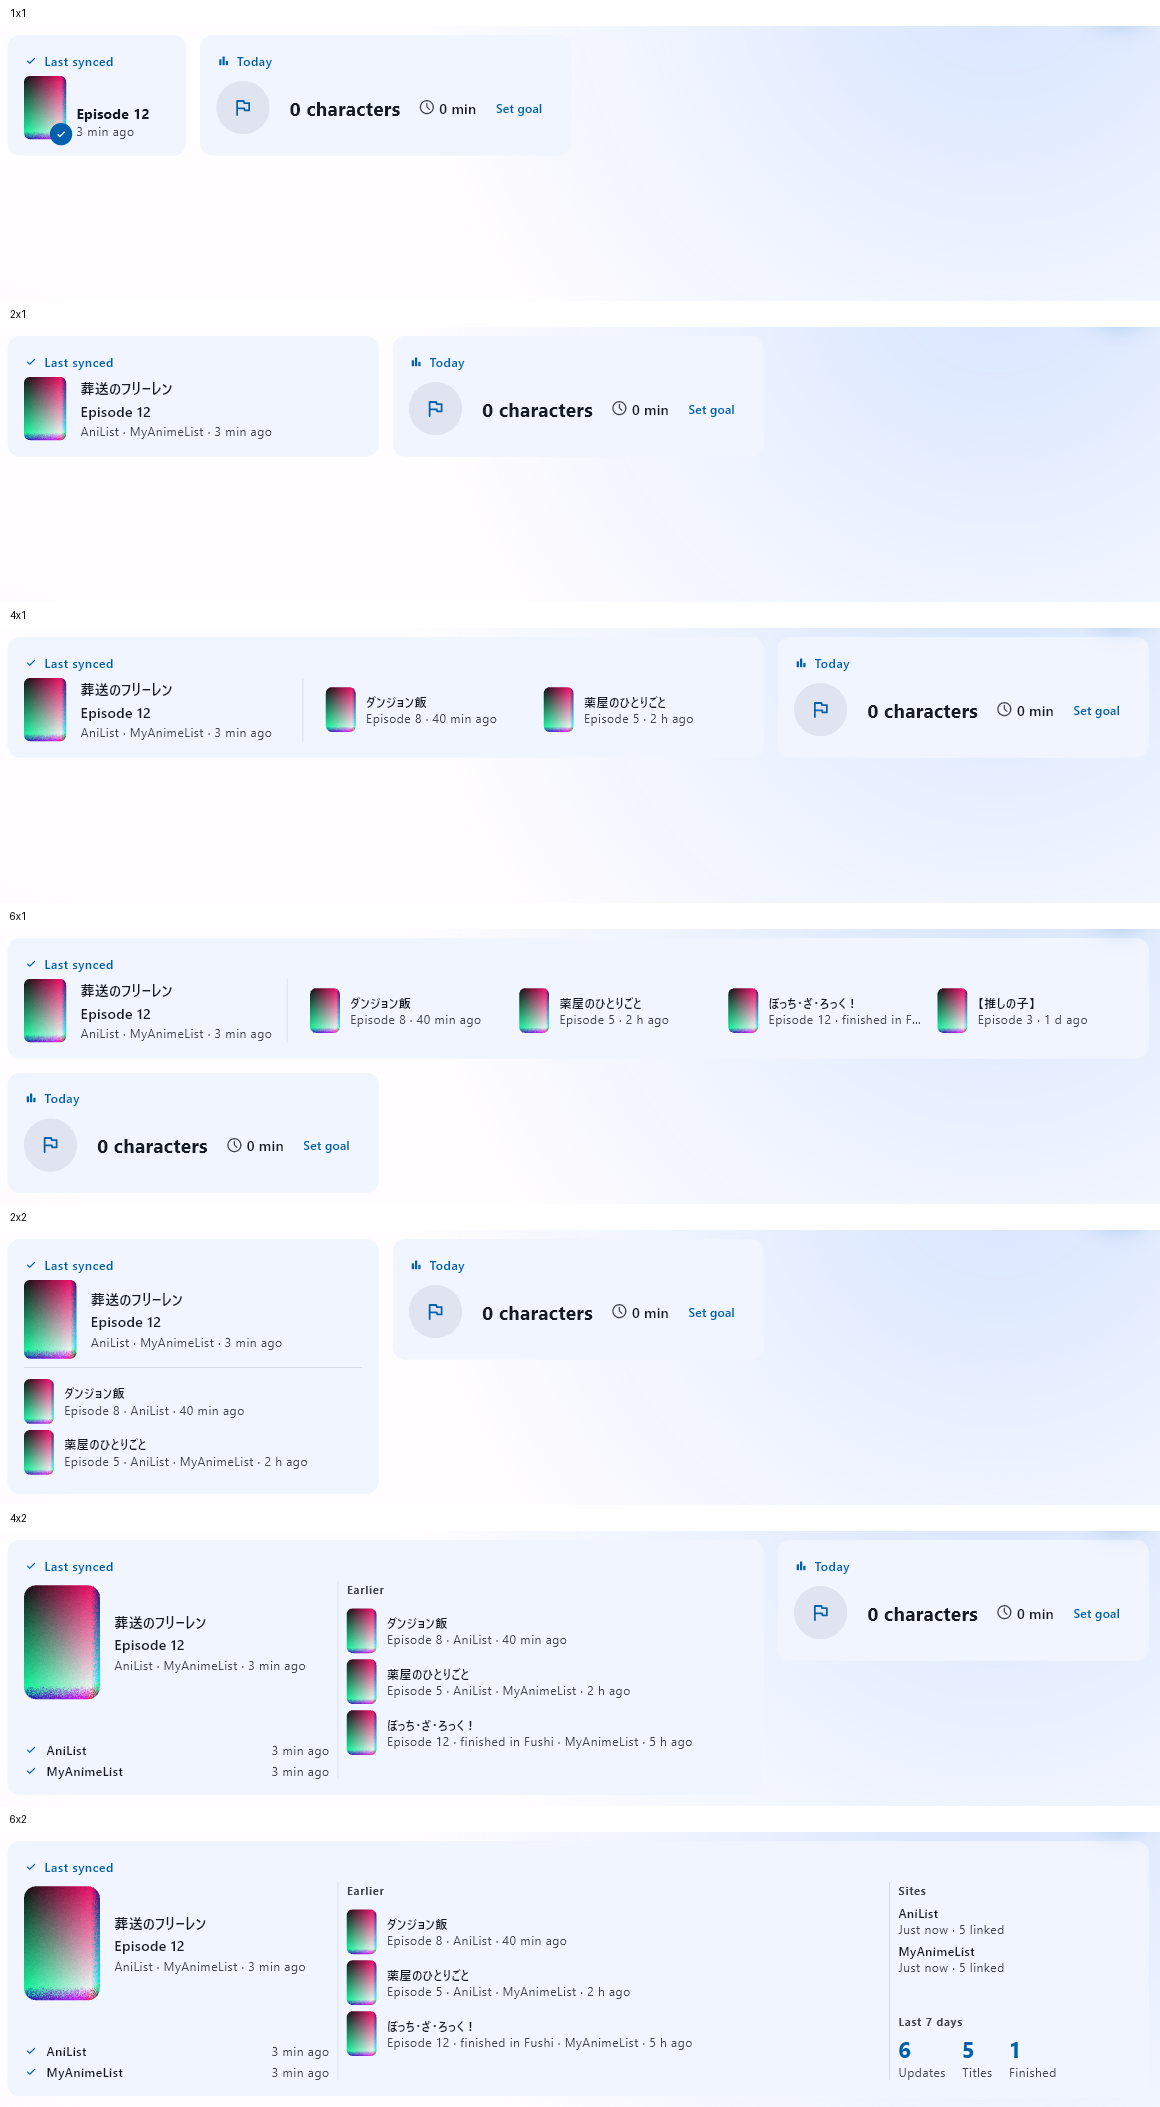 1x1
Last synced
Episode 12
3 min ago
Today
0 characters
0 min
Set goal
2x1
Last synced
葬送のフリーレン
Episode 12
AniList · MyAnimeList · 3 min ago
Today
0 characters
0 min
Set goal
4x1
Last synced
葬送のフリーレン
Episode 12
AniList · MyAnimeList · 3 min ago
ダンジョン飯
Episode 8 · 40 min ago
薬屋のひとりごと
Episode 5 · 2 h ago
Today
0 characters
0 min
Set goal
6x1
Last synced
葬送のフリーレン
Episode 12
AniList · MyAnimeList · 3 min ago
ダンジョン飯
Episode 8 · 40 min ago
薬屋のひとりごと
Episode 5 · 2 h ago
ぼっち・ざ・ろっく！
Episode 12 · finished in F...
【推しの子】
Episode 3 · 1 d ago
Today
0 characters
0 min
Set goal
2x2
Last synced
葬送のフリーレン
Episode 12
AniList · MyAnimeList · 3 min ago
ダンジョン飯
Episode 8 · AniList · 40 min ago
薬屋のひとりごと
Episode 5 · AniList · MyAnimeList · 2 h ago
Today
0 characters
0 min
Set goal
4x2
Last synced
葬送のフリーレン
Episode 12
AniList · MyAnimeList · 3 min ago
AniList 3 min ago
MyAnimeList 3 min ago
Earlier
ダンジョン飯
Episode 8 · AniList · 40 min ago
薬屋のひとりごと
Episode 5 · AniList · MyAnimeList · 2 h ago
ぼっち・ざ・ろっく！
Episode 12 · finished in Fushi · MyAnimeList · 5 h ago
Today
0 characters
0 min
Set goal
6x2
Last synced
葬送のフリーレン
Episode 12
AniList · MyAnimeList · 3 min ago
AniList 3 min ago
MyAnimeList 3 min ago
Earlier
ダンジョン飯
Episode 8 · AniList · 40 min ago
薬屋のひとりごと
Episode 5 · AniList · MyAnimeList · 2 h ago
ぼっち・ざ・ろっく！
Episode 12 · finished in Fushi · MyAnimeList · 5 h ago
Sites
AniList
Just now · 5 linked
MyAnimeList
Just now · 5 linked
Last 7 days
6 5 1
Updates Titles Finished